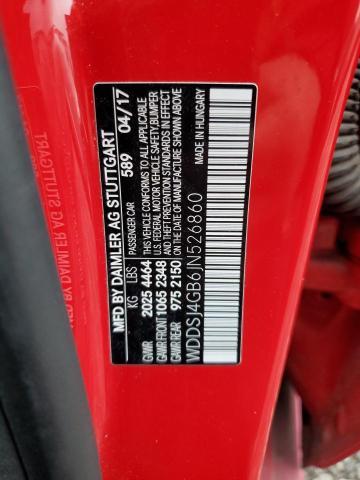 MFD BY DAIMLER AG STUTTGART
PASSENGER CAR 589 04/17
KG LBS
GVWR 2025 4464
GAWR FRONT 1065 2348
GAWR REAR 975 2150
THIS VEHICLE CONFORMS TO ALL APPLICABLE
U.S. FEDERAL MOTOR VEHICLE SAFETY, BUMPER
AND THEFT PREVENTION STANDARDS IN EFFECT
ON THE DATE OF MANUFACTURE SHOWN ABOVE
WDDSJ4GB6JN526860
MADE IN HUNGARY